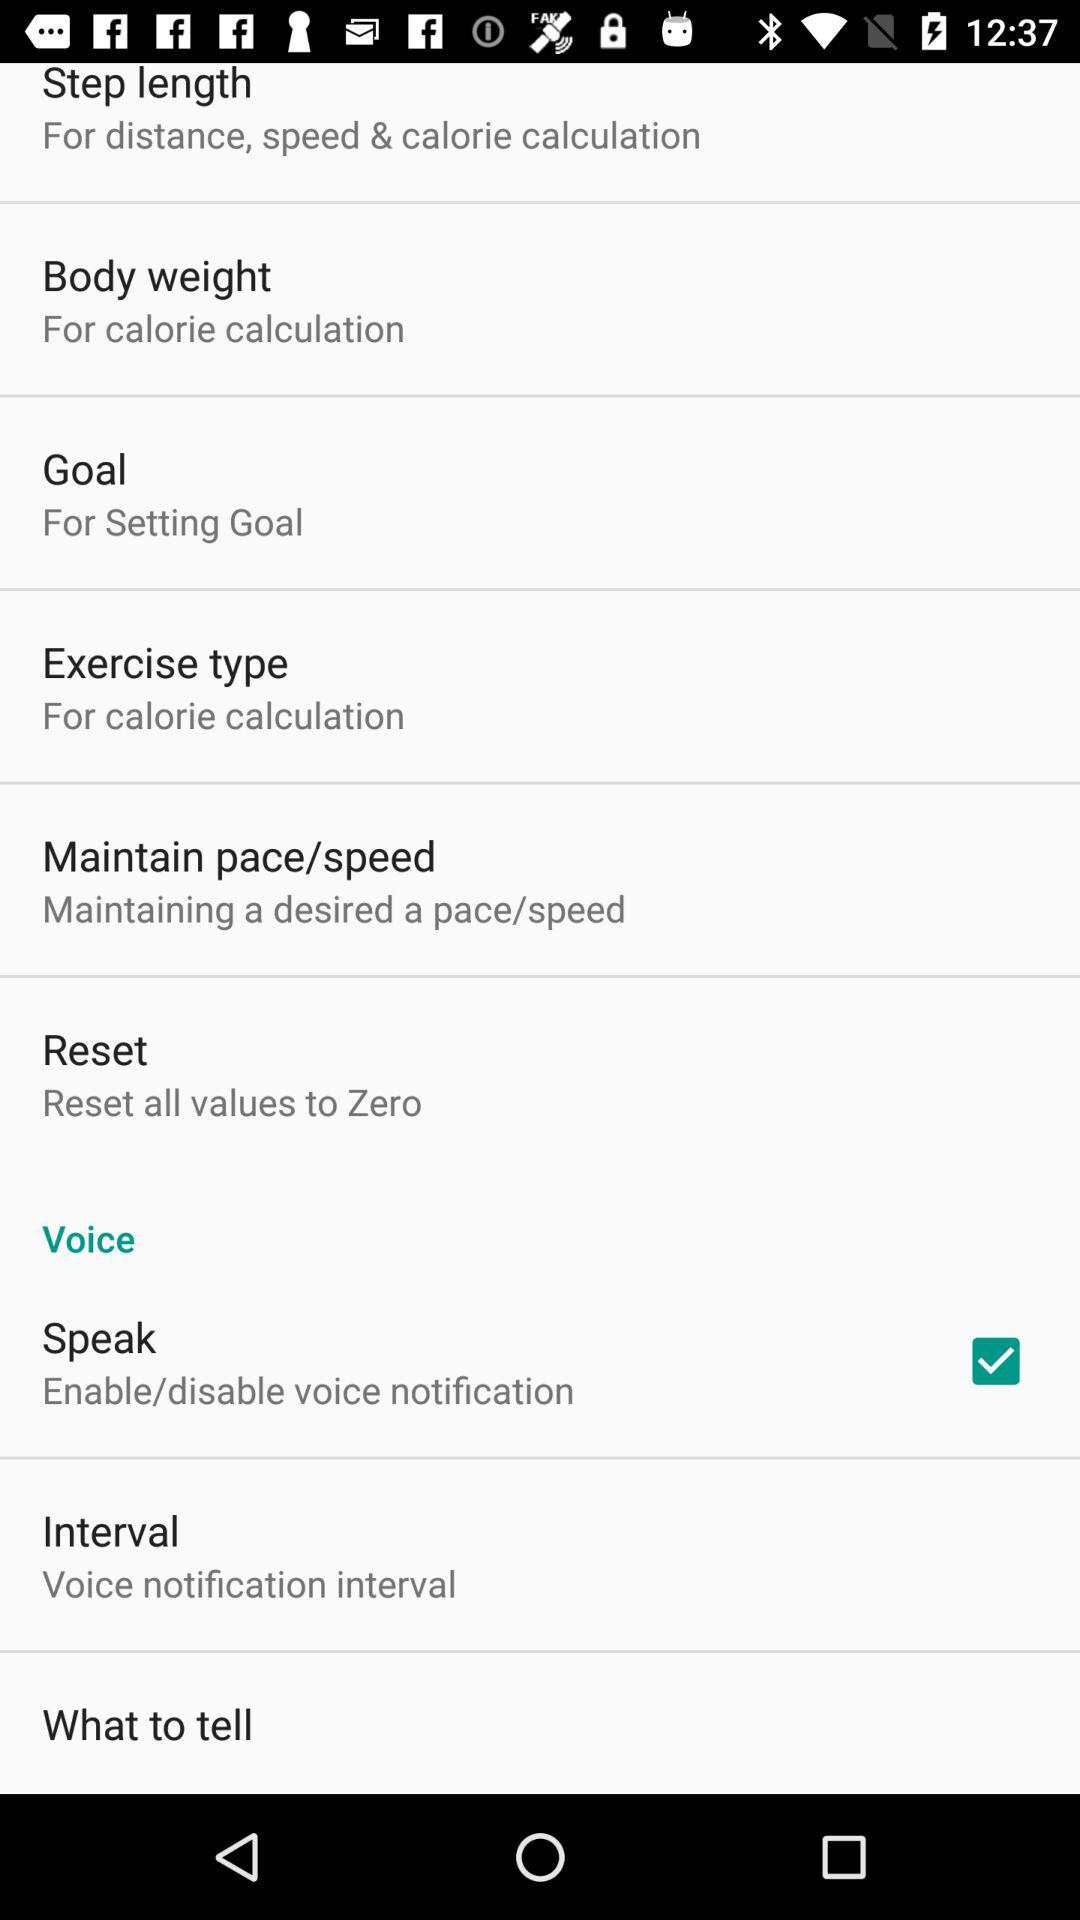 FAKE
12:37
Step length
For distance, speed & calorie calculation
Body weight
For calorie calculation
Goal
For Setting Goal
Exercise type
For calorie calculation
Maintain pace/speed
Maintaining a desired a pace/speed
Reset
Reset all values to Zero
Voice
Speak
Enable/disable voice notification
Interval
Voice notification interval
What to tell